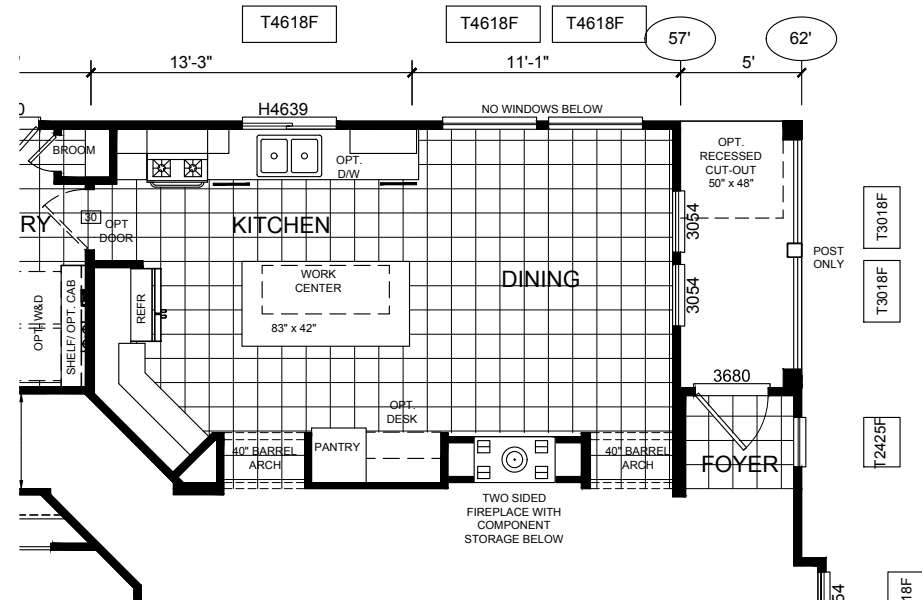 T4618F
T4618F
T4618F
57'
62'
13'-3"
11'-1"
5'
H4639
NO WINDOWS BELOW
BROOM
OPT.
D/W
OPT.
RECESSED
CUT-OUT
50" x 48"
T3018F
30
RY
OPT
DOOR
KITCHEN
3054
POST
ONLY
WORK
CENTER
DINING
3054
T3018F
OPT. W&D
SHELF/ OPT. CAB
REFR
83" x 42"
3680
OPT.
DESK
40" BARREL
ARCH
PANTRY
40" BARREL
ARCH
FOYER
T2425F
TWO SIDED
FIREPLACE WITH
COMPONENT
STORAGE BELOW
54
18F